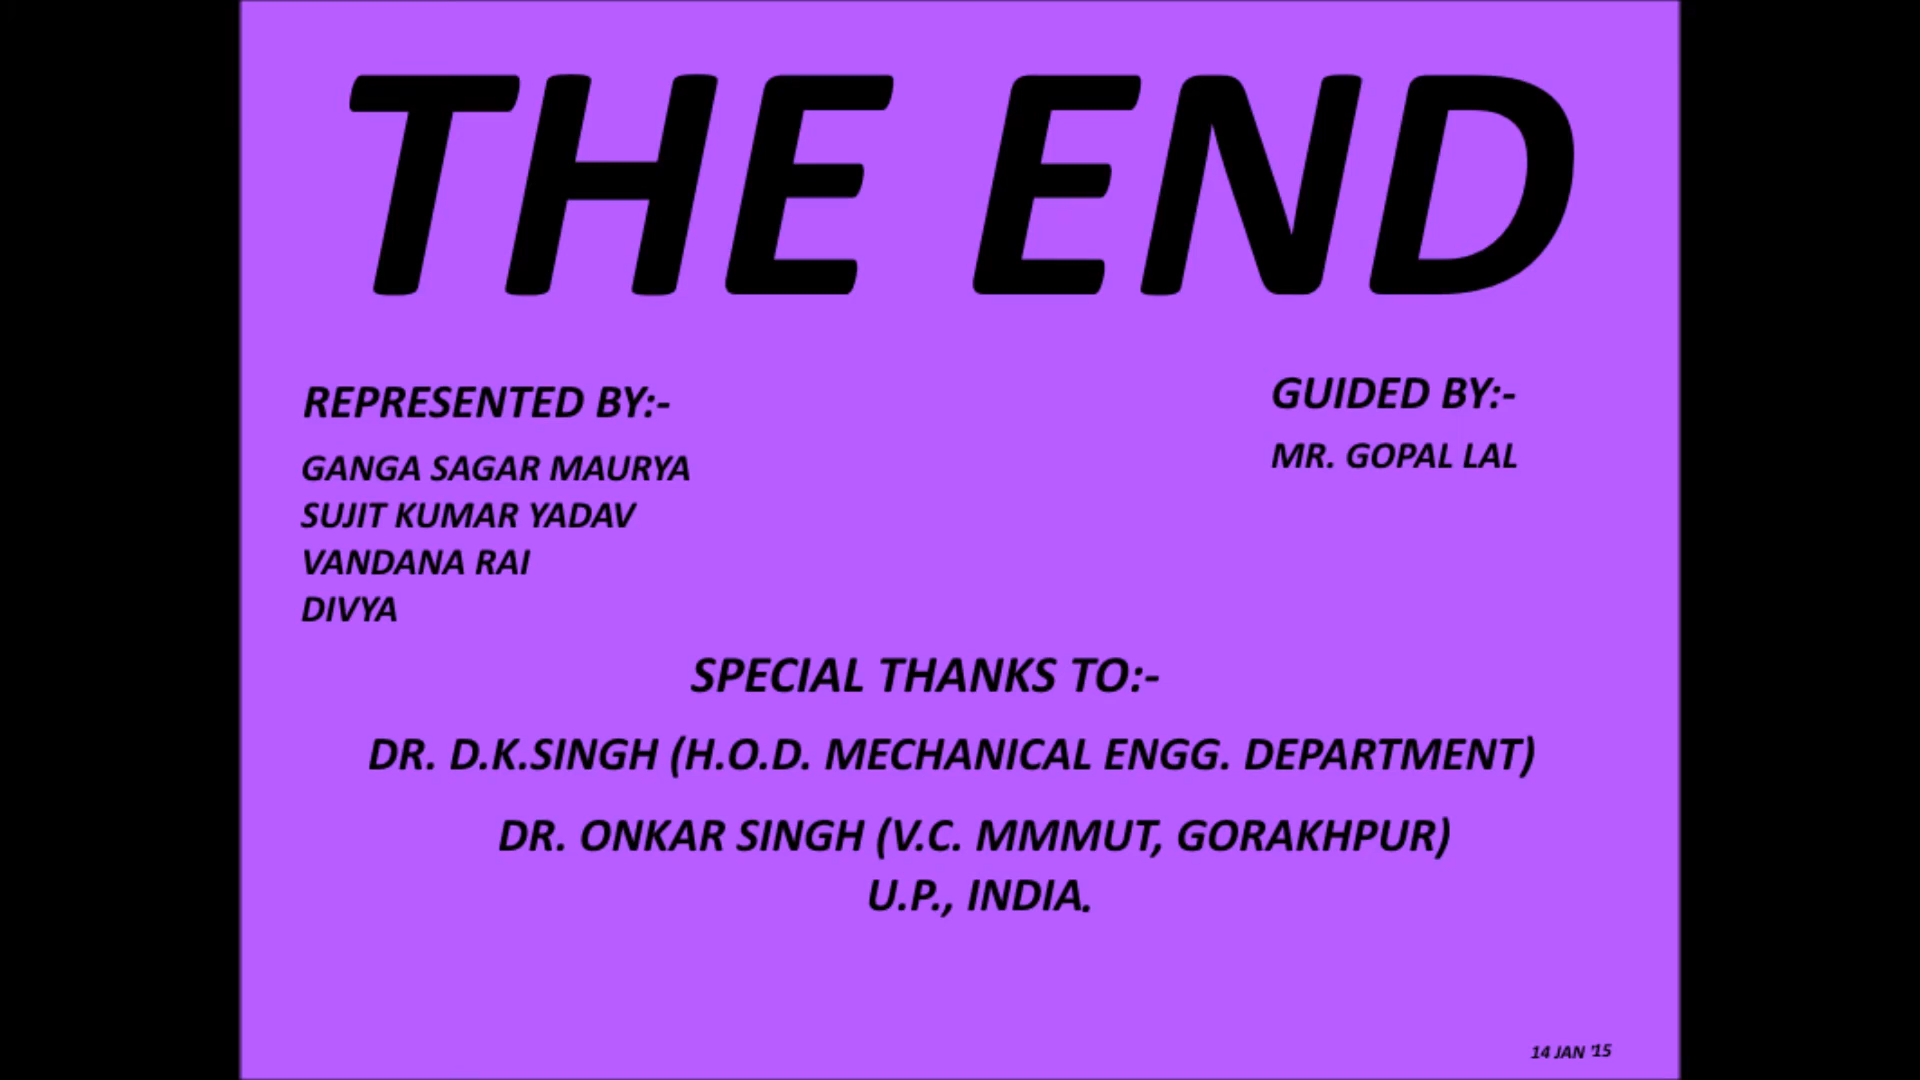 THE END
REPRESENTED BY:-
GANGA SAGAR MAURYA
SUJIT KUMAR YADAV
VANDANA RAI
DIVYA
GUIDED BY:-
MR. GOPAL LAL
SPECIAL THANKS TO:-
DR. D.K.SINGH (H.O.D. MECHANICAL ENGG. DEPARTMENT)
DR. ONKAR SINGH (V.C. MMMUT, GORAKHPUR)
U.P., INDIA.
14 JAN '15